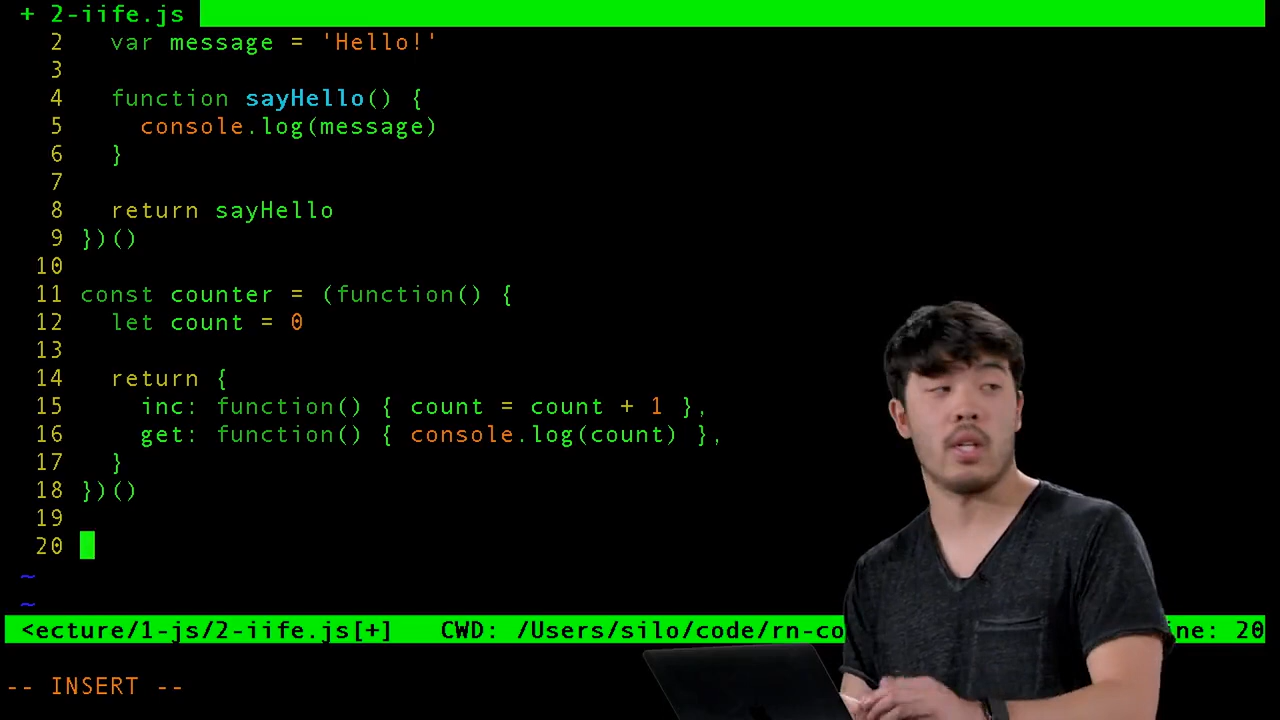 + 2-iife.js
2 var message = 'Hello!'
3
4 function sayHello() {
5 console.log(message)
6 }
7
8 return sayHello
9 })()
10
11 const counter = (function() {
12 let count = 0
13
14 return {
15 inc: function() { count = count + 1 },
16 get: function() { console.log(count) },
17 }
18 })()
19
20
~
~
<ecture/1-js/2-iife.js[+] CWD: /Users/silo/code/rn-co ine: 20
-- INSERT --